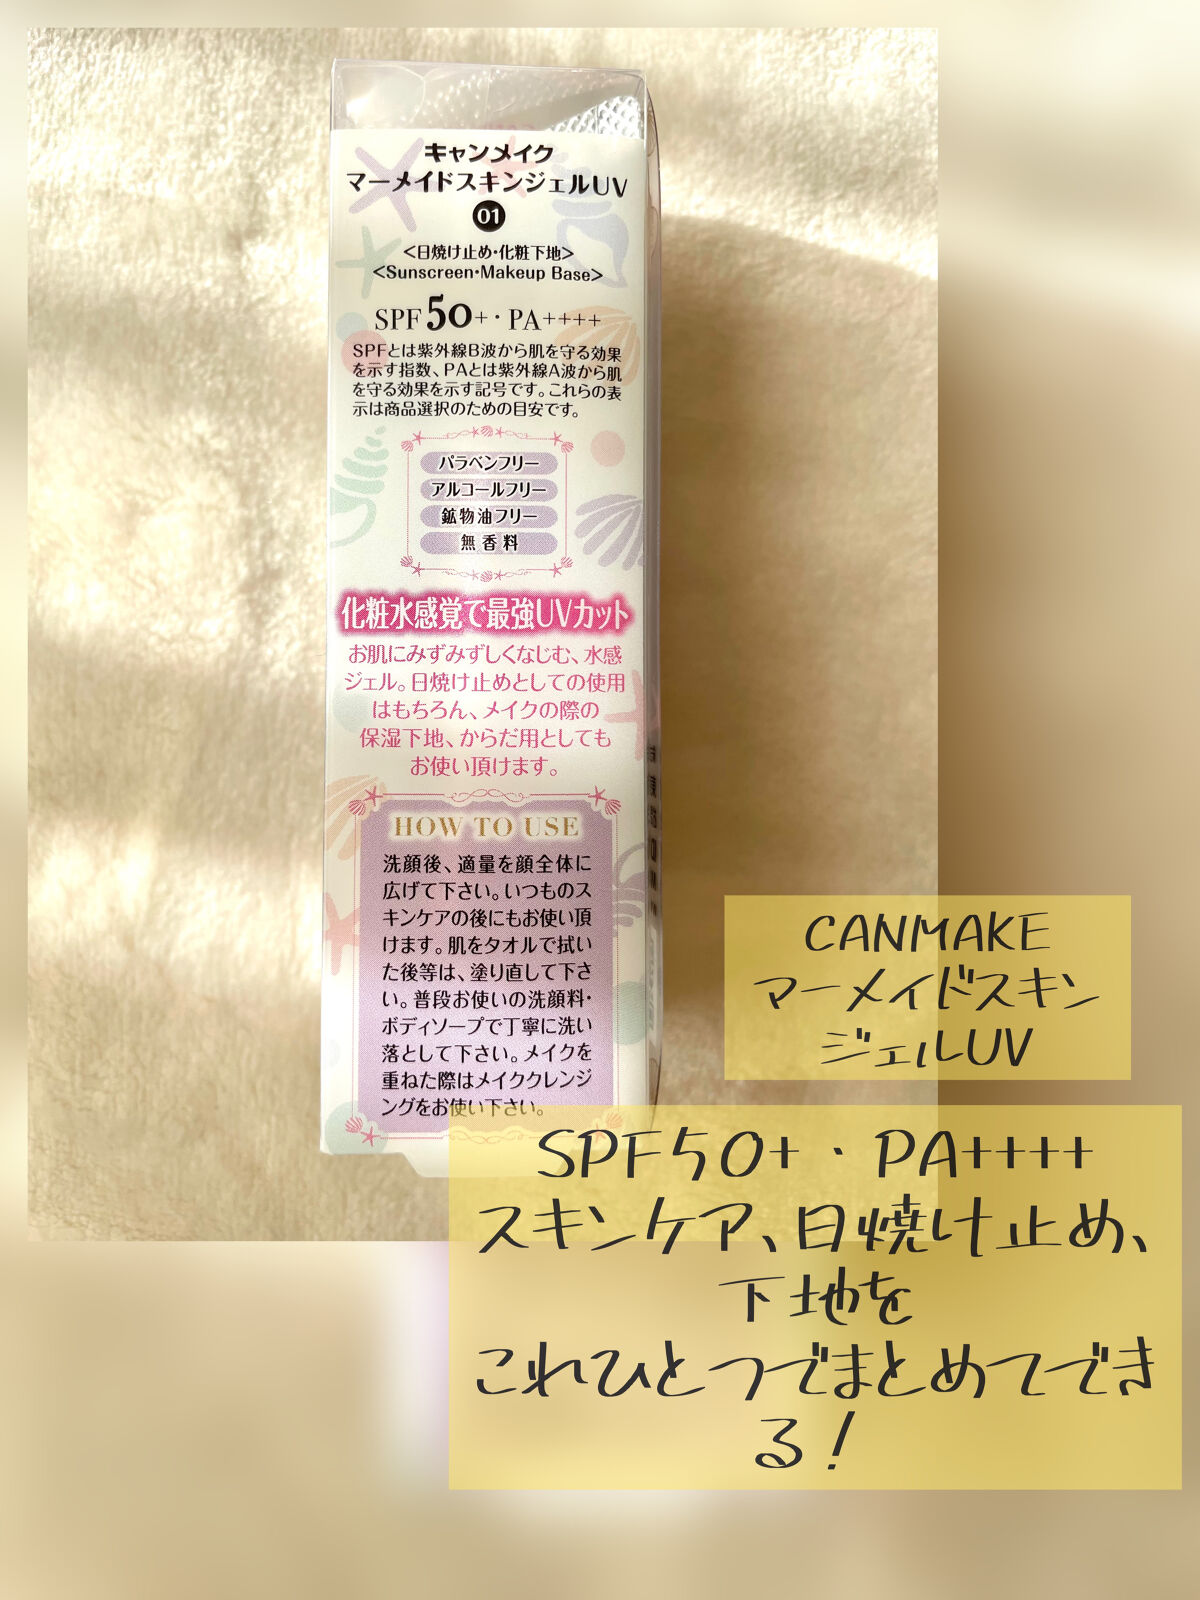 キャンメイク
マーメイドスキンジェルUV
01
<日焼け止め・化粧下地>
<Sunscreen・Makeup Base>
SPF50+・PA++++
SPFとは紫外線B波から肌を守る効果
を示す指数、PAとは紫外線A波から肌
を守る効果を示す記号です。これらの表
示は商品選択のための目安です。
パラベンフリー
アルコールフリー
鉱物油フリー
無香料
化粧水感覚で最強UVカット
お肌にみずみずしくなじむ、水感
ジェル。日焼け止めとしての使用
はもちろん、メイクの際の
保湿下地、からだ用としても
お使い頂けます。
HOW TO USE
洗顔後、適量を顔全体に
広げて下さい。いつものス
キンケアの後にもお使い頂
けます。肌をタオルで拭い
た後等は、塗り直して下さ
い。普段お使いの洗顔料・
ボディソープで丁寧に洗い
落として下さい。メイクを
重ねた際はメイククレンジ
ングをお使い下さい。
CANMAKE
マーメイドスキン
ジェルUV
SPF50+・PA++++
スキンケア、日焼け止め、
下地を
これひとつでまとめてでき
る!